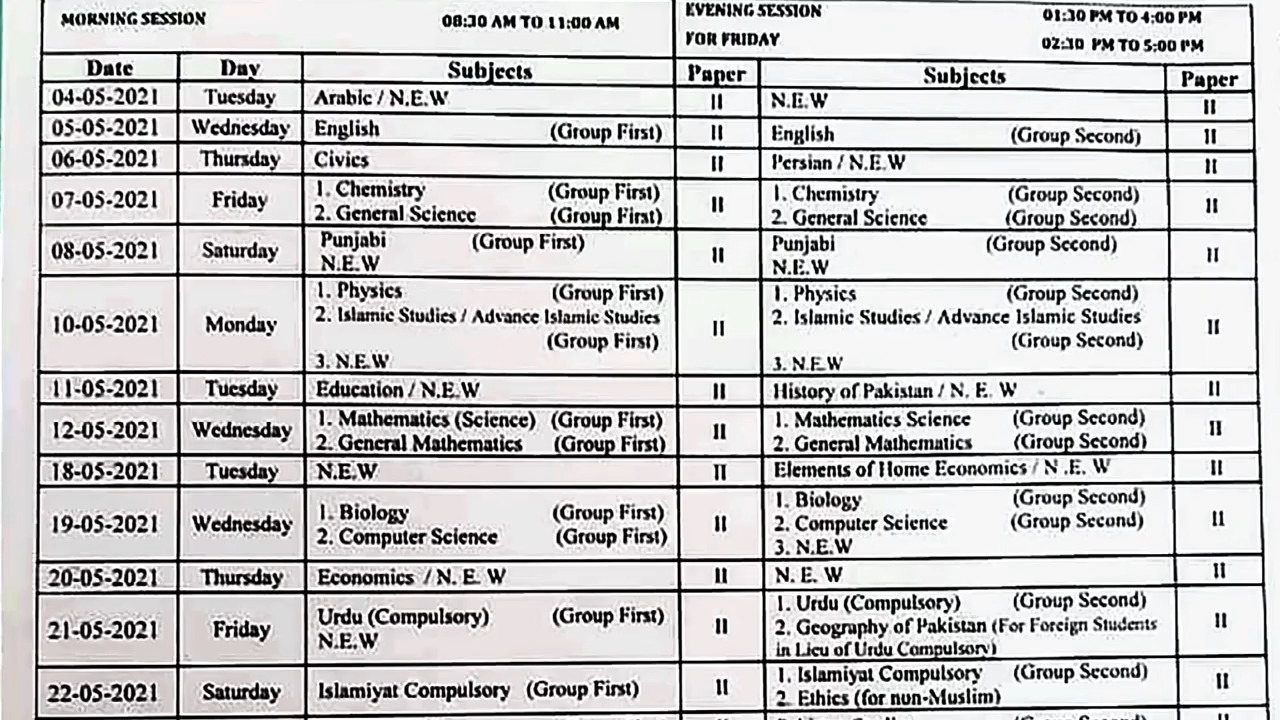 MORNING SESSION 08:30 AM TO 11:00 AM EVENING SESSION 01:30 PM TO 4:00 PM
FOR FRIDAY 02:30 PM TO 5:00 PM
Date Day Subjects Paper Subjects Paper
04-05-2021 Tuesday Arabic / N.E.W II N.E.W II
05-05-2021 Wednesday English (Group First) II English (Group Second) II
06-05-2021 Thursday Civics II Persian / N.E.W II
07-05-2021 Friday 1. Chemistry (Group First) II 1. Chemistry (Group Second) II
2. General Science (Group First) 2. General Science (Group Second)
08-05-2021 Saturday Punjabi (Group First) II Punjabi (Group Second) II
N.E.W N.E.W
10-05-2021 Monday 1. Physics (Group First) II 1. Physics (Group Second) II
2. Islamic Studies / Advance Islamic Studies 2. Islamic Studies / Advance Islamic Studies
(Group First) (Group Second)
3. N.E.W 3. N.E.W
11-05-2021 Tuesday Education / N.E.W II History of Pakistan / N. E. W II
12-05-2021 Wednesday 1. Mathematics (Science) (Group First) II 1. Mathematics Science (Group Second) II
2. General Mathematics (Group First) 2. General Mathematics (Group Second)
18-05-2021 Tuesday N.E.W II Elements of Home Economics / N .E. W II
19-05-2021 Wednesday 1. Biology (Group First) II 1. Biology (Group Second) II
2. Computer Science (Group First) 2. Computer Science (Group Second)
3. N.E.W
20-05-2021 Thursday Economics / N. E. W II N. E. W II
21-05-2021 Friday Urdu (Compulsory) (Group First) II 1. Urdu (Compulsory) (Group Second) II
N.E.W 2. Geography of Pakistan (For Foreign Students
in Lieu of Urdu Compulsory)
22-05-2021 Saturday Islamiyat Compulsory (Group First) II 1. Islamiyat Compulsory (Group Second) II
2. Ethics (for non-Muslim)